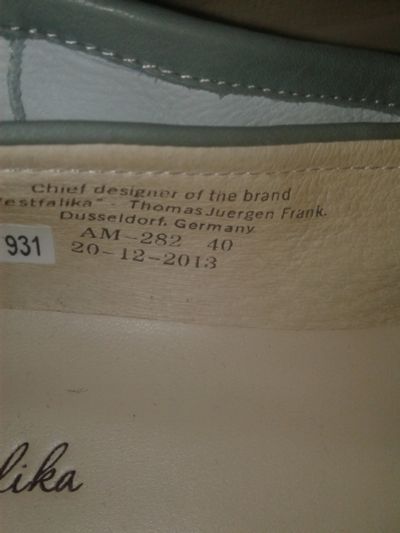 Chief designer of the brand
estfalika" - Thomas Juergen Frank.
Dusseldorf, Germany
AM-282 40
931
20-12-2013
lika